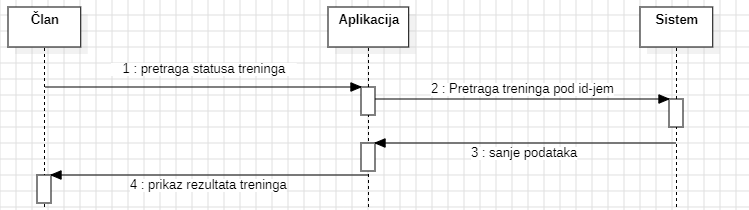 Član
Aplikacija
Sistem
1 : pretraga statusa treninga
2 : Pretraga treninga pod id-jem
3 : sanje podataka
4 : prikaz rezultata treninga